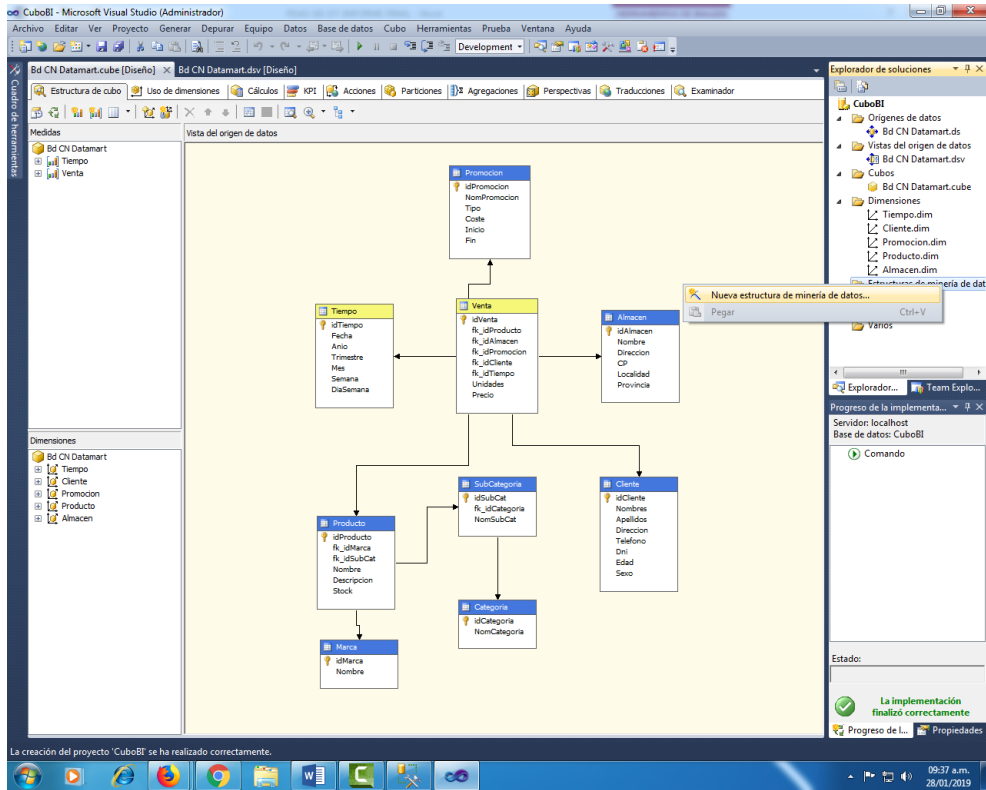 CuboBI - Microsoft Visual Studio (Administrador)
Archivo Editar Ver Proyecto Generar Depurar Equipo Datos Base de datos Cubo Herramientas Prueba Ventana Ayuda
Development
Cuadro de herramientas
Bd CN Datamart.cube [Diseño]
Bd CN Datamart.dsv [Diseño]
Estructura de cubo
Uso de dimensiones
Cálculos
KPI
Acciones
Particiones
Agregaciones
Perspectivas
Traducciones
Examinador
Medidas
Bd CN Datamart
Tiempo
Venta
Dimensiones
Bd CN Datamart
Tiempo
Cliente
Promocion
Producto
Almacen
Vista del origen de datos
Promocion
idPromocion
NomPromocion
Tipo
Coste
Inicio
Fin
Tiempo
idTiempo
Fecha
Anio
Trimestre
Mes
Semana
DiaSemana
Venta
idVenta
fk_idProducto
fk_idAlmacen
fk_idPromocion
fk_idCliente
fk_idTiempo
Unidades
Precio
Almacen
idAlmacen
Nombre
Direccion
CP
Localidad
Provincia
SubCategoria
idSubCat
fk_idCategoria
NomSubCat
Cliente
idCliente
Nombres
Apellidos
Direccion
Telefono
Dni
Edad
Sexo
Producto
idProducto
fk_idMarca
fk_idSubCat
Nombre
Descripcion
Stock
Categoria
idCategoria
NomCategoria
Marca
idMarca
Nombre
Explorador de soluciones
CuboBI
Orígenes de datos
Bd CN Datamart.ds
Vistas del origen de datos
Bd CN Datamart.dsv
Cubos
Bd CN Datamart.cube
Dimensiones
Tiempo.dim
Cliente.dim
Promocion.dim
Producto.dim
Almacen.dim
Estructuras de minería de dat
Nueva estructura de minería de datos...
Pegar Ctrl+V
Varios
Explorador...
Team Explo...
Progreso de la implementa...
Servidor: localhost
Base de datos: CuboBI
Comando
Estado:
La implementación
finalizó correctamente
Progreso de l...
Propiedades
La creación del proyecto 'CuboBI' se ha realizado correctamente.
09:37 a.m.
28/01/2019